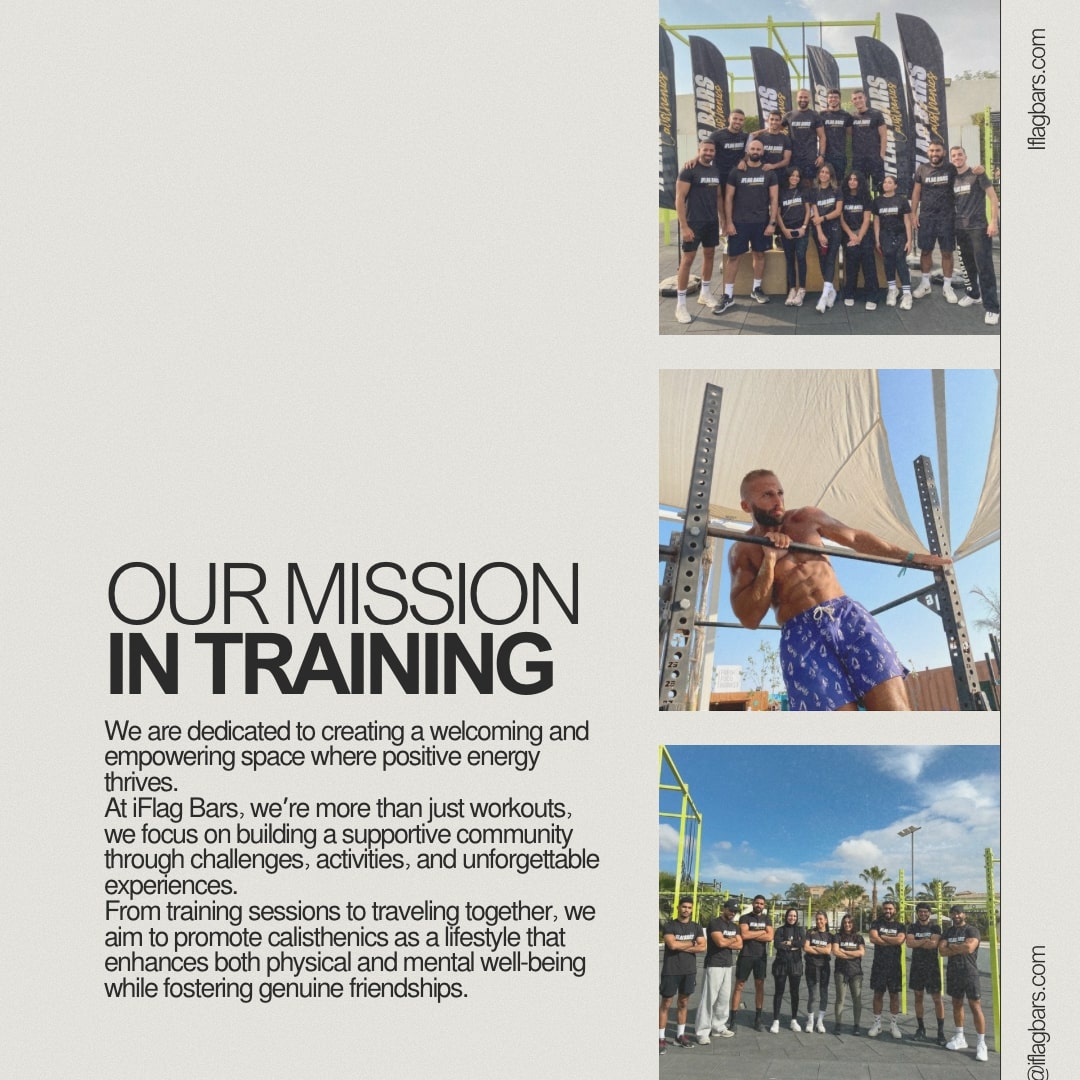 Iflagbars.com
IFLAG BARS
OUR MISSION
IN TRAINING
We are dedicated to creating a welcoming and
empowering space where positive energy
thrives.
At iFlag Bars, we’re more than just workouts,
we focus on building a supportive community
through challenges, activities, and unforgettable
experiences.
From training sessions to traveling together, we
aim to promote calisthenics as a lifestyle that
enhances both physical and mental well-being
while fostering genuine friendships.
@iflagbars.com